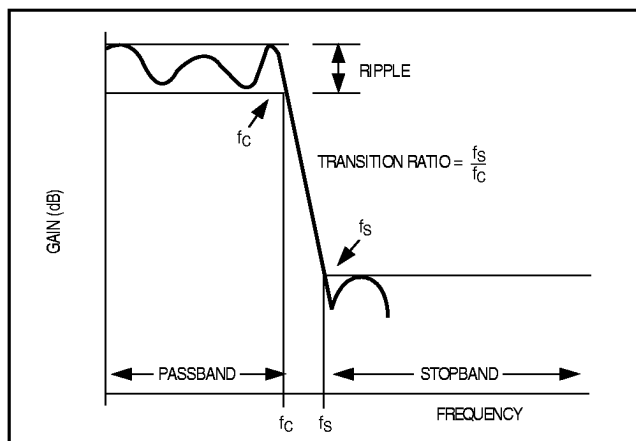 RIPPLE
fC
TRANSITION RATIO = fS/fC
GAIN (dB)
fS
PASSBAND
STOPBAND
fC
fS
FREQUENCY